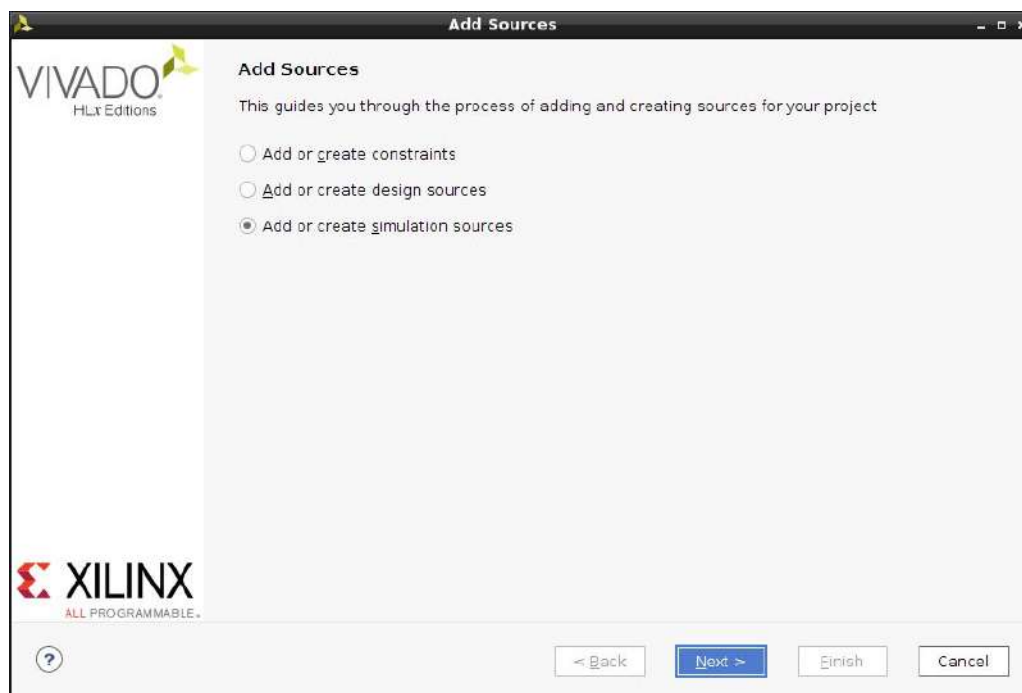 Add Sources
VIVADO
HLx Editions
Add Sources
This guides you through the process of adding and creating sources for your project
Add or create constraints
Add or create design sources
Add or create simulation sources
XILINX
ALL PROGRAMMABLE.
?
< Back
Next >
Finish
Cancel